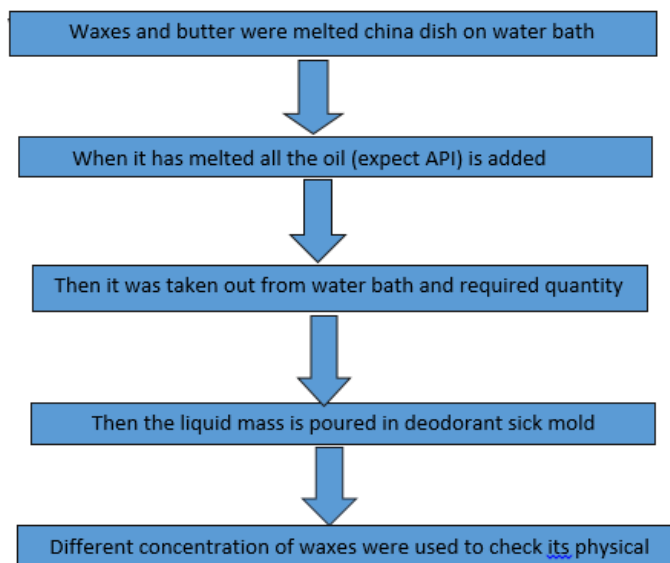 Waxes and butter were melted china dish on water bath
When it has melted all the oil (expect API) is added
Then it was taken out from water bath and required quantity
Then the liquid mass is poured in deodorant sick mold
Different concentration of waxes were used to check its physical